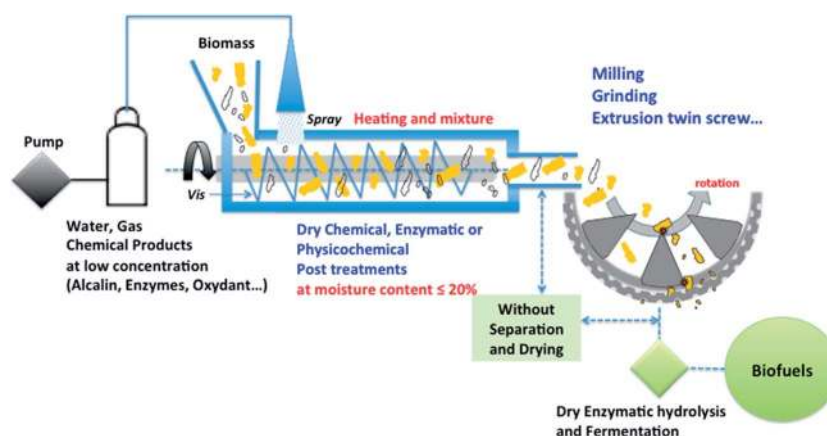 Biomass
Pump
Spray
Heating and mixture
Vis
Water, Gas
Chemical Products
at low concentration
(Alcalin, Enzymes, Oxydant...)
Dry Chemical, Enzymatic or
Physicochemical
Post treatments
at moisture content ≤ 20%
Milling
Grinding
Extrusion twin screw...
rotation
Without
Separation
and Drying
Biofuels
Dry Enzymatic hydrolysis
and Fermentation